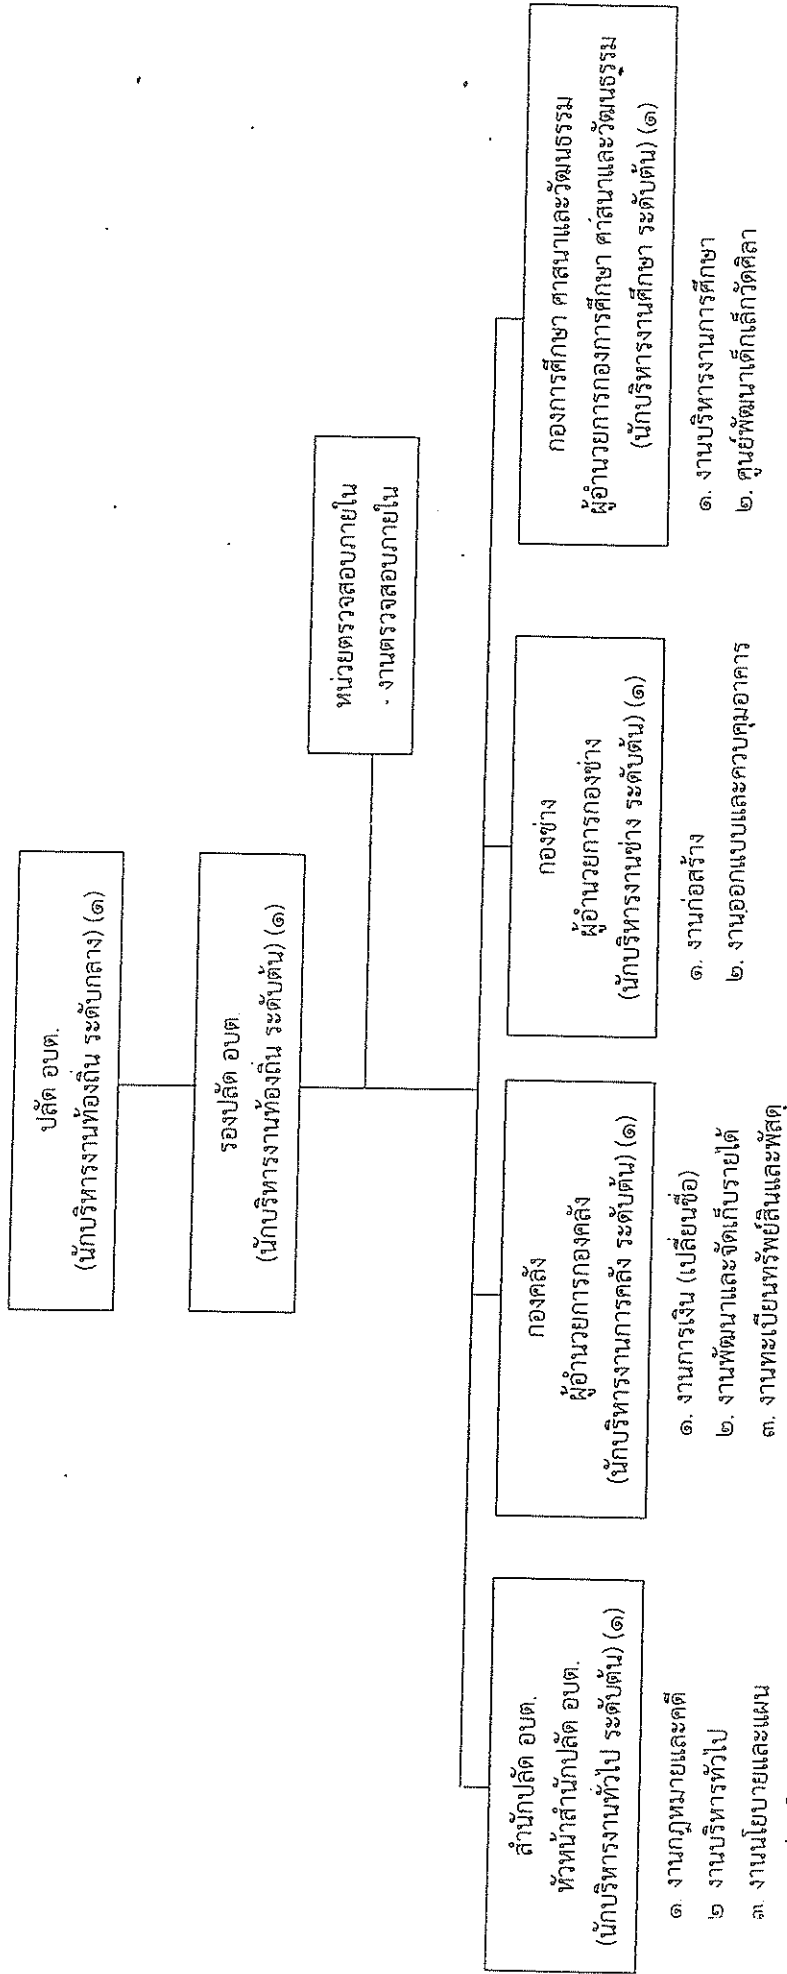 ปลัด อบต.
(นักบริหารงานท้องถิ่น ระดับกลาง) (๑)
รองปลัด อบต.
(นักบริหารงานท้องถิ่น ระดับต้น) (๑)
หน่วยตรวจสอบภายใน
- งานตรวจสอบภายใน
สำนักปลัด อบต.
หัวหน้าสำนักปลัด อบต.
(นักบริหารงานทั่วไป ระดับต้น) (๑)
๑. งานกฎหมายและคดี
๒ งานบริหารทั่วไป
๓. งานนโยบายและแผน
กองคลัง
ผู้อำนวยการกองคลัง
(นักบริหารงานการคลัง ระดับต้น) (๑)
๑. งานการเงิน (เปลี่ยนชื่อ)
๒. งานพัฒนาและจัดเก็บรายได้
๓. งานทะเบียนทรัพย์สินและพัสดุ
กองช่าง
ผู้อำนวยการกองช่าง
(นักบริหารงานช่าง ระดับต้น) (๑)
๑. งานก่อสร้าง
๒. งานออกแบบและควบคุมอาคาร
กองการศึกษา ศาสนาและวัฒนธรรม
ผู้อำนวยการกองการศึกษา ศาสนาและวัฒนธรรม
(นักบริหารงานศึกษา ระดับต้น) (๑)
๑. งานบริหารงานการศึกษา
๒. ศูนย์พัฒนาเด็กเล็กวัดศิลา